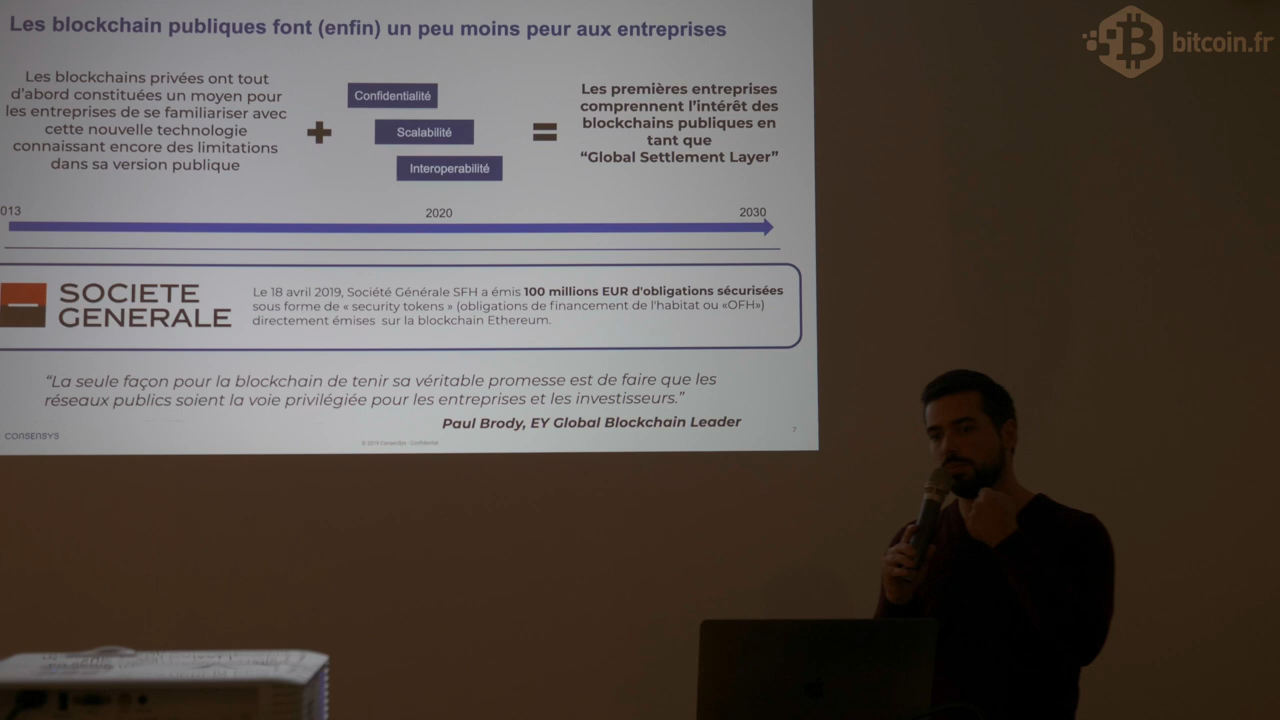 Les blockchain publiques font (enfin) un peu moins peur aux entreprises
bitcoin.fr
Les blockchains privées ont tout
d'abord constituées un moyen pour
les entreprises de se familiariser avec
cette nouvelle technologie
connaissant encore des limitations
dans sa version publique
+
Confidentialité
Scalabilité
Interoperabilité
=
Les premières entreprises
comprennent l'intérêt des
blockchains publiques en
tant que
“Global Settlement Layer”
013
2020
2030
SOCIETE
GENERALE
Le 18 avril 2019, Société Générale SFH a émis 100 millions EUR d'obligations sécurisées
sous forme de « security tokens » (obligations de financement de l'habitat ou «OFH»)
directement émises sur la blockchain Ethereum.
“La seule façon pour la blockchain de tenir sa véritable promesse est de faire que les
réseaux publics soient la voie privilégiée pour les entreprises et les investisseurs.”
Paul Brody, EY Global Blockchain Leader
CONSENSYS
© 2019 ConsenSys - Confidential
7